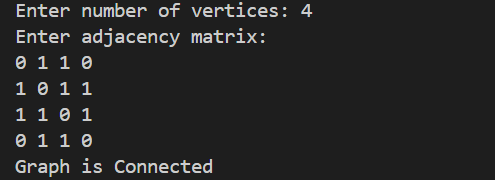 Enter number of vertices: 4
Enter adjacency matrix:
0 1 1 0
1 0 1 1
1 1 0 1
0 1 1 0
Graph is Connected